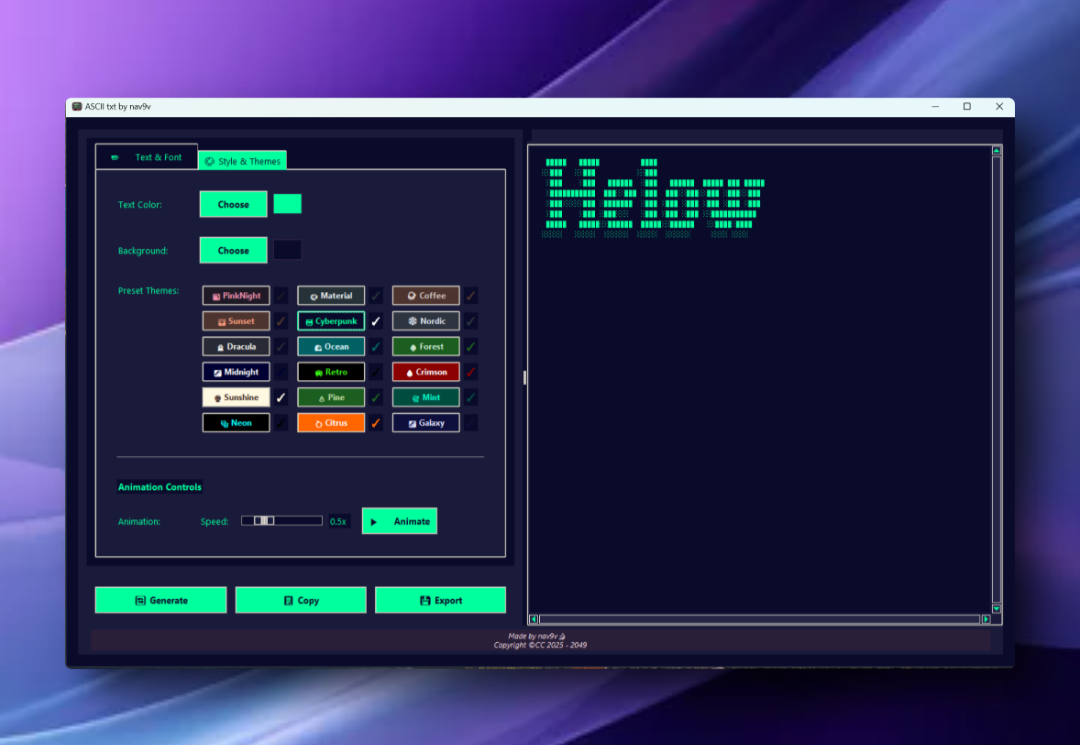 ASCII txt by nav9v
Text & Font
Style & Themes
Text Color:
Choose
Background:
Choose
Preset Themes:
PinkNight
Material
Coffee
Sunset
Cyberpunk
Nordic
Dracula
Ocean
Forest
Midnight
Retro
Crimson
Sunshine
Pine
Mint
Neon
Citrus
Galaxy
Animation Controls
Animation:
Speed:
0.5x
Animate
Generate
Copy
Export
Helow
Made by nav9v
Copyright ©CC 2025 - 2049